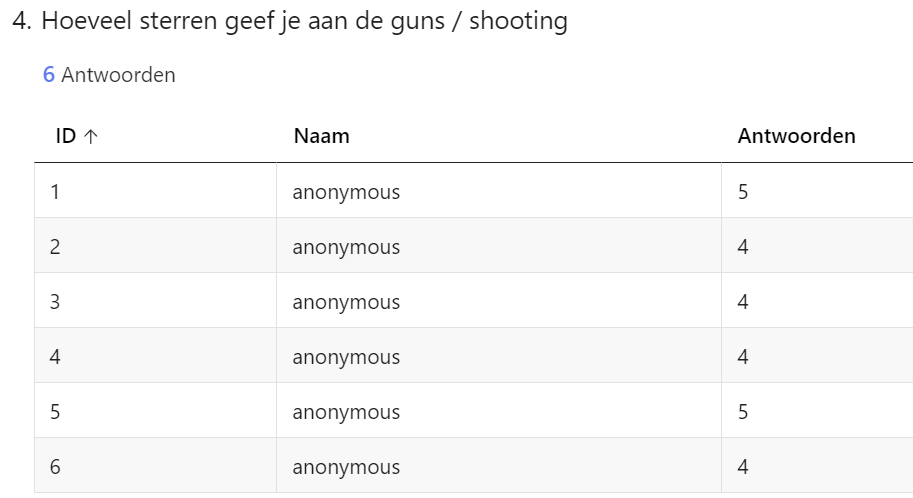 4. Hoeveel sterren geef je aan de guns / shooting
6 Antwoorden
ID ↑ Naam Antwoorden
1 anonymous 5
2 anonymous 4
3 anonymous 4
4 anonymous 4
5 anonymous 5
6 anonymous 4